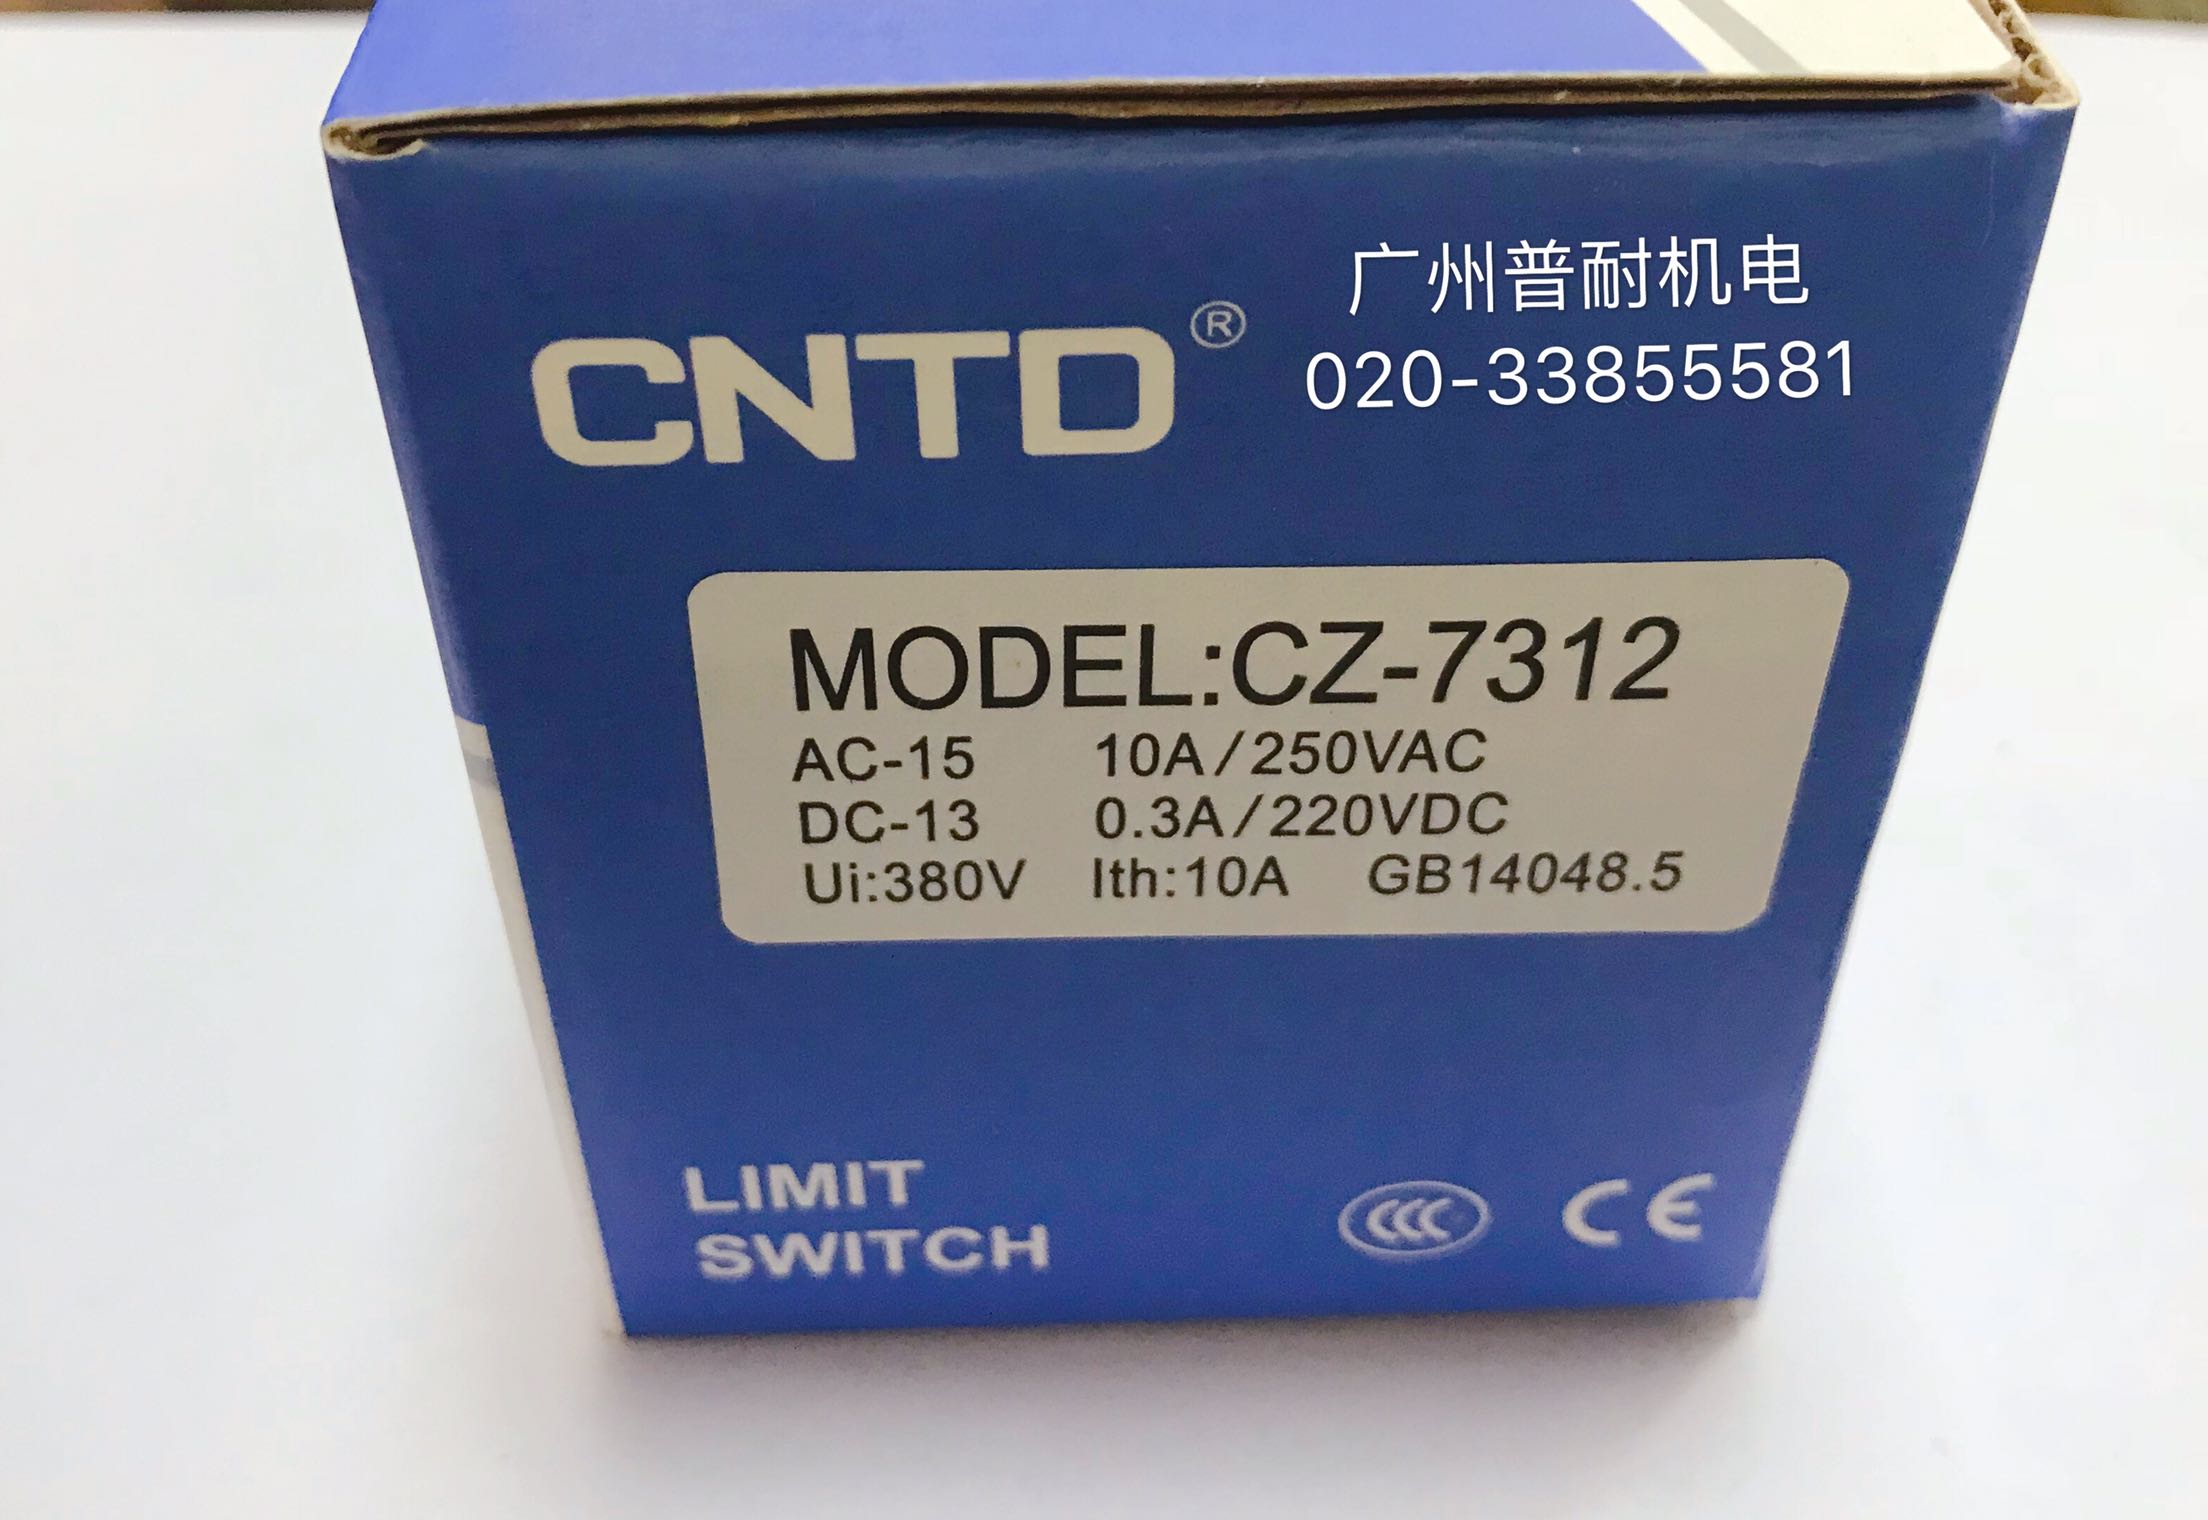 广州普耐机电
020-33855581
CNTD®
MODEL:CZ-7312
AC-15 10A/250VAC
DC-13 0.3A/220VDC
Ui:380V Ith:10A GB14048.5
LIMIT
SWITCH
CCC CE